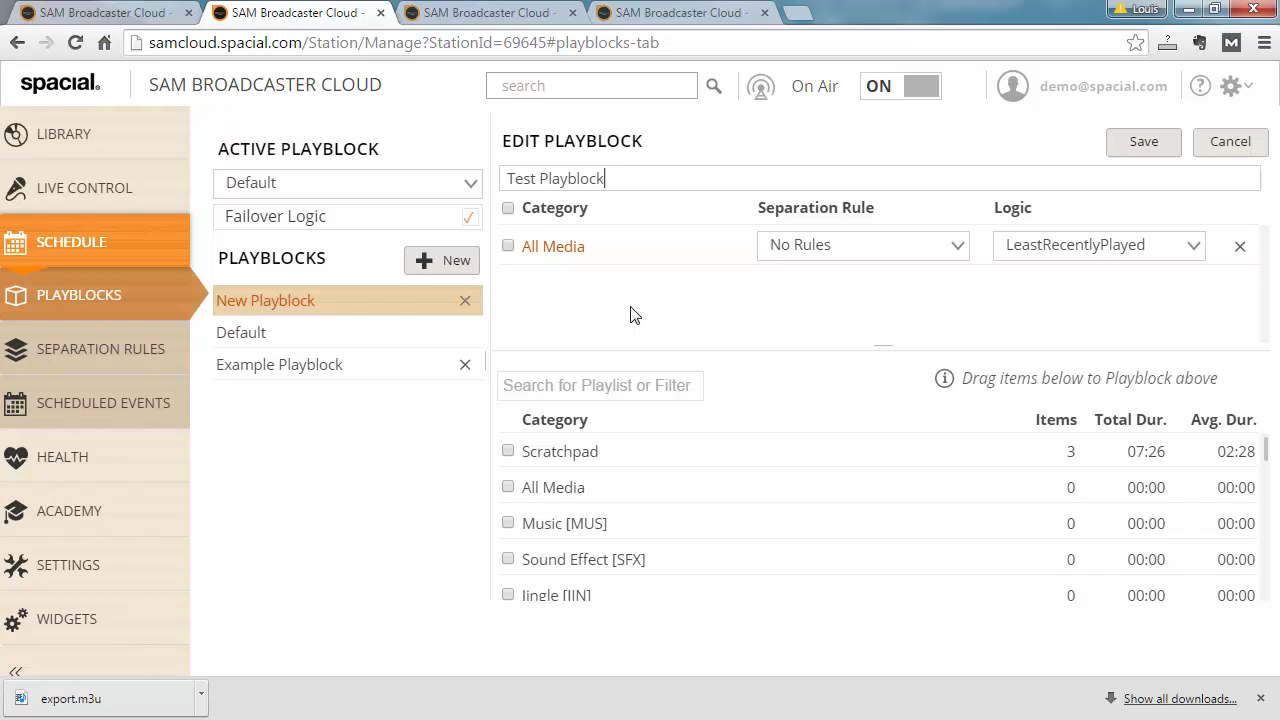 SAM Broadcaster Cloud - × SAM Broadcaster Cloud - × SAM Broadcaster Cloud - × SAM Broadcaster Cloud - × Louis
samcloud.spacial.com/Station/Manage?StationId=69645#playblocks-tab
spacial. SAM BROADCASTER CLOUD search On Air ON demo@spacial.com
LIBRARY
LIVE CONTROL
SCHEDULE
PLAYBLOCKS
SEPARATION RULES
SCHEDULED EVENTS
HEALTH
ACADEMY
SETTINGS
WIDGETS
ACTIVE PLAYBLOCK
Default
Failover Logic
PLAYBLOCKS New
New Playblock
Default
Example Playblock
EDIT PLAYBLOCK Save Cancel
Test Playblock
Category Separation Rule Logic
All Media No Rules LeastRecentlyPlayed
Search for Playlist or Filter Drag items below to Playblock above
Category Items Total Dur. Avg. Dur.
Scratchpad 3 07:26 02:28
All Media 0 00:00 00:00
Music [MUS] 0 00:00 00:00
Sound Effect [SFX] 0 00:00 00:00
Jingle [JIN] 0 00:00 00:00
export.m3u Show all downloads...